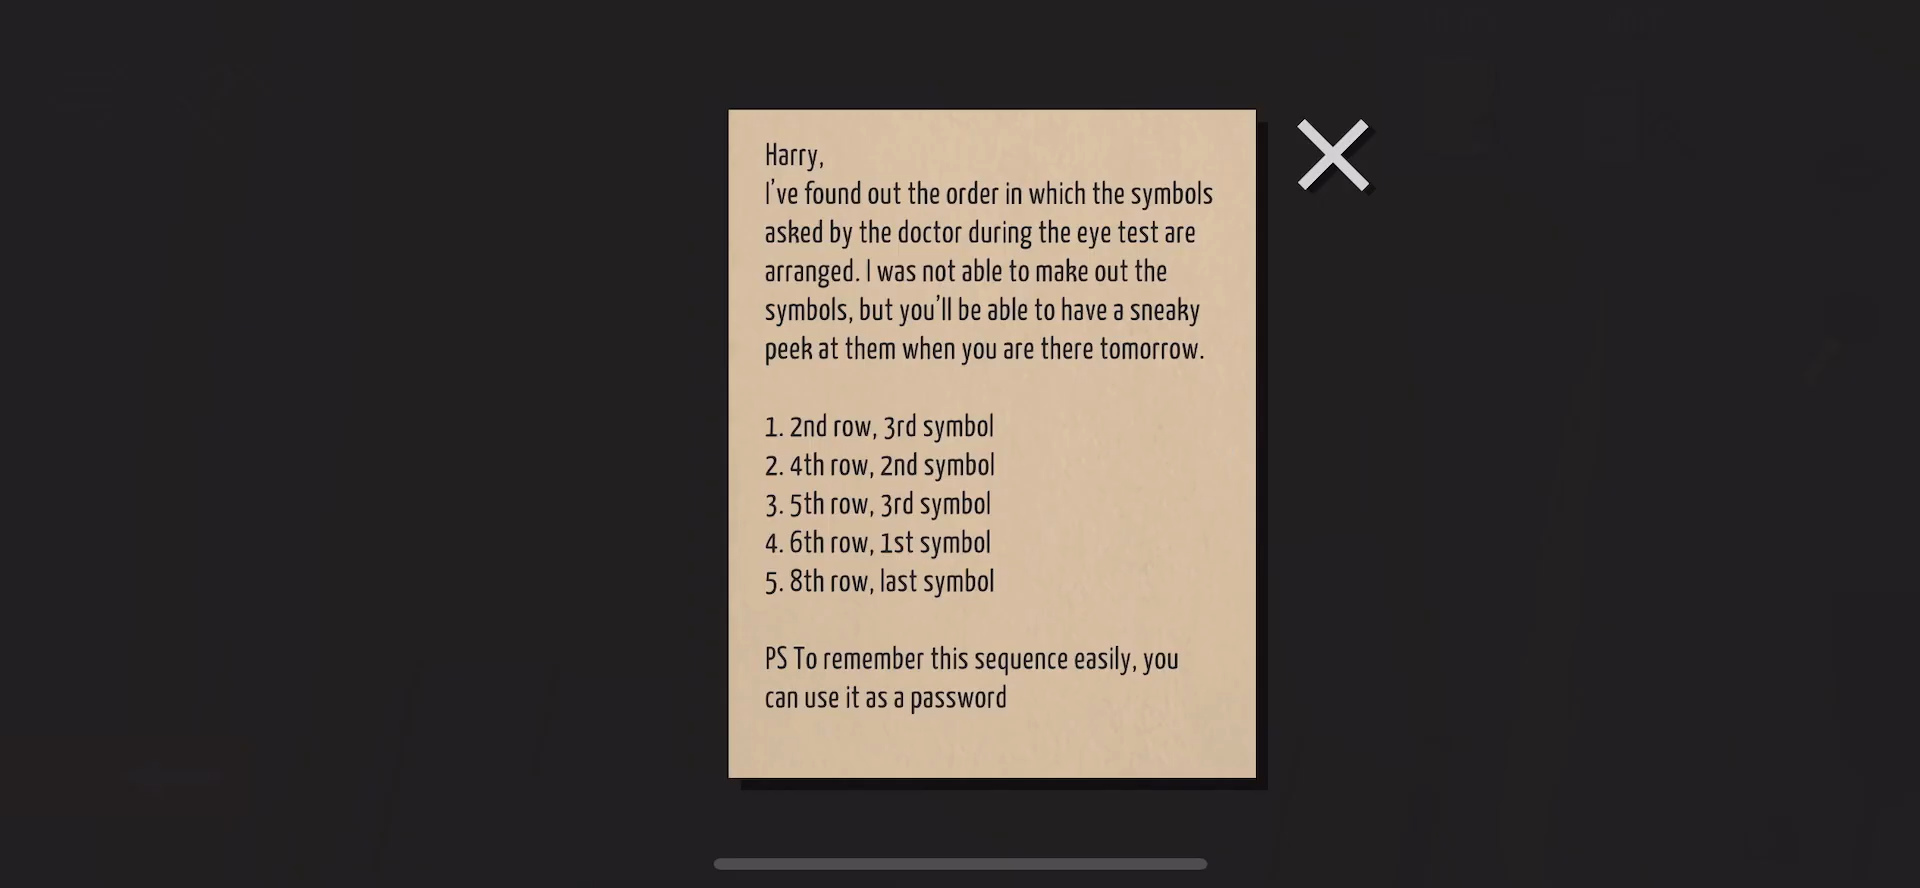 Harry,
I've found out the order in which the symbols
asked by the doctor during the eye test are
arranged. I was not able to make out the
symbols, but you'll be able to have a sneaky
peek at them when you are there tomorrow.
1. 2nd row, 3rd symbol
2. 4th row, 2nd symbol
3. 5th row, 3rd symbol
4. 6th row, 1st symbol
5. 8th row, last symbol
PS To remember this sequence easily, you
can use it as a password